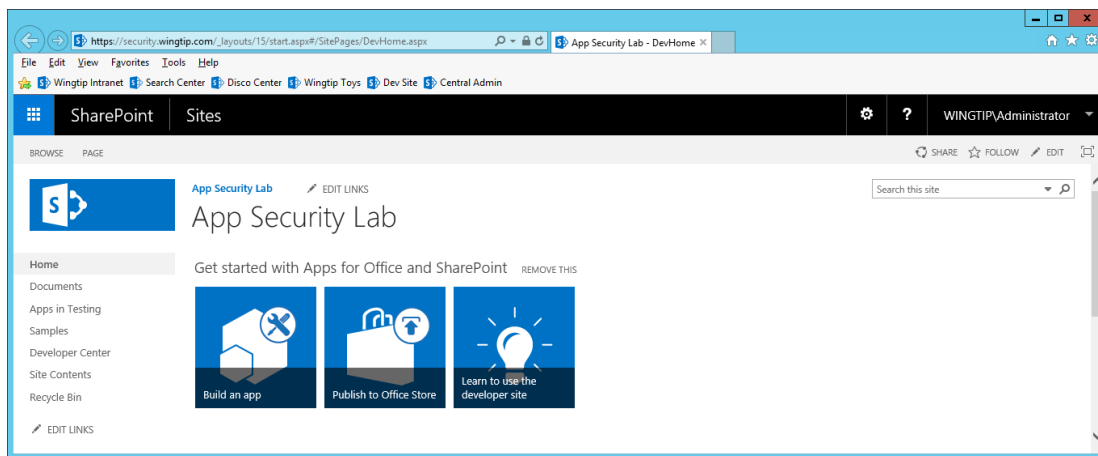 https://security.wingtip.com/_layouts/15/start.aspx#/SitePages/DevHome.aspx
App Security Lab - DevHome
File Edit View Favorites Tools Help
Wingtip Intranet Search Center Disco Center Wingtip Toys Dev Site Central Admin
SharePoint Sites ? WINGTIP\Administrator
BROWSE PAGE SHARE FOLLOW EDIT
S
App Security Lab EDIT LINKS Search this site
App Security Lab
Home
Documents
Apps in Testing
Samples
Developer Center
Site Contents
Recycle Bin
EDIT LINKS
Get started with Apps for Office and SharePoint REMOVE THIS
Build an app
Publish to Office Store
Learn to use the
developer site